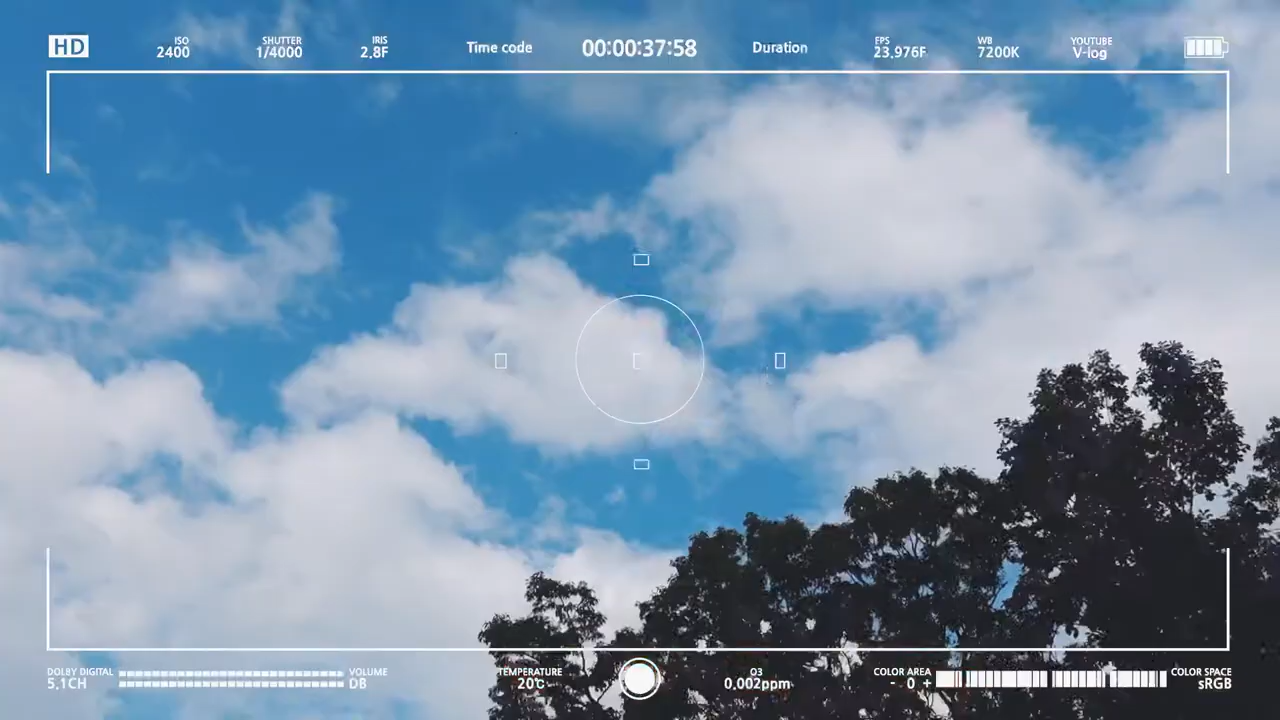 HD
ISO
2400
SHUTTER
1/4000
IRIS
2.8F
Time code
00:00:37:58
Duration
FPS
23.976F
WB
7200K
YOUTUBE
V-log
DOLBY DIGITAL
5.1CH
VOLUME
DB
TEMPERATURE
20℃
O3
0.002ppm
COLOR AREA
- 0 +
COLOR SPACE
sRGB